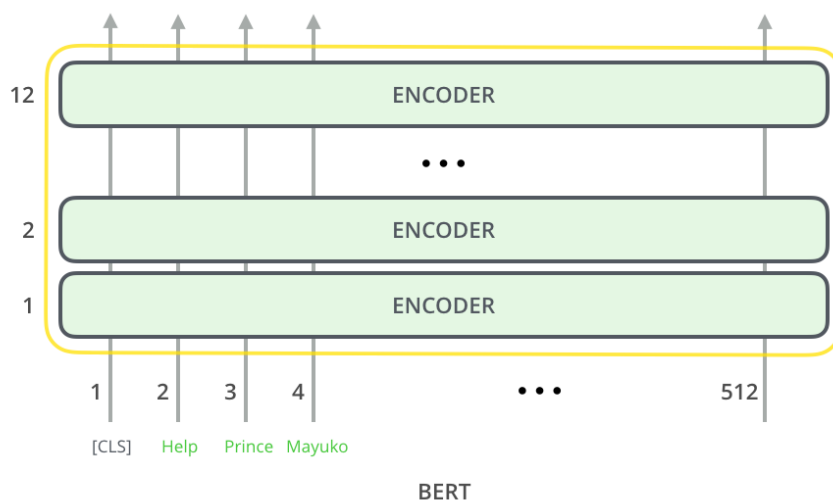 12 ENCODER
...
2 ENCODER
1 ENCODER
1 2 3 4 ... 512
[CLS] Help Prince Mayuko
BERT